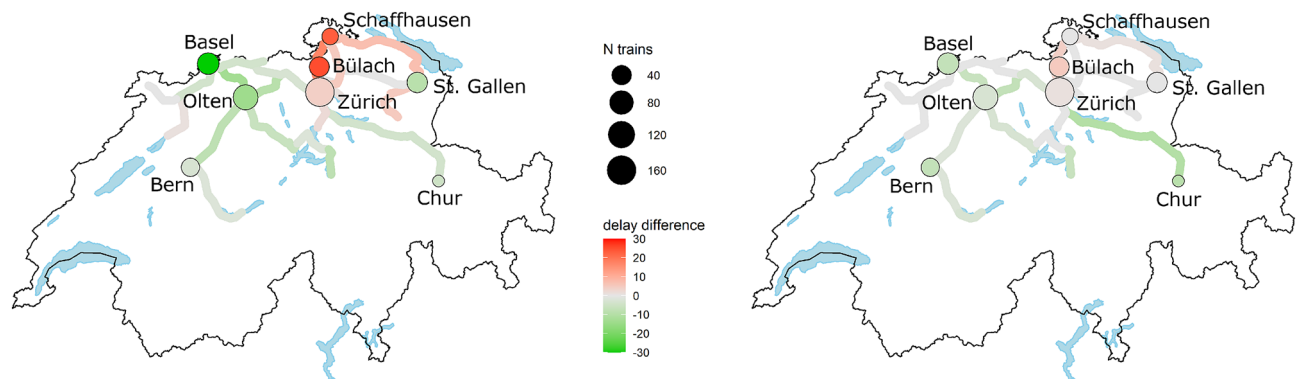 Schaffhausen
Basel
Bülach
St. Gallen
Olten
Zürich
Bern
Chur
N trains
40
80
120
160
delay difference
30
20
10
0
-10
-20
-30
Schaffhausen
Basel
Bülach
St. Gallen
Olten
Zürich
Bern
Chur